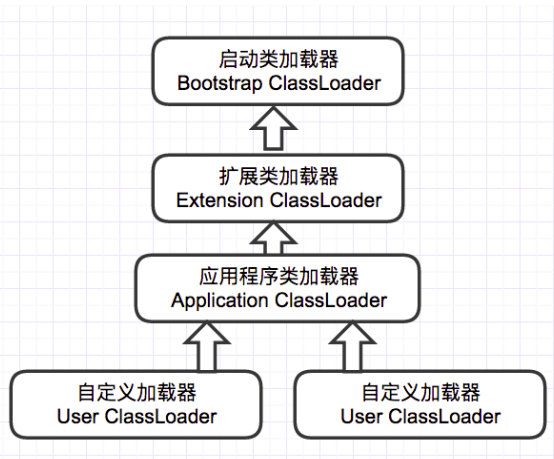 启动类加载器
Bootstrap ClassLoader
扩展类加载器
Extension ClassLoader
应用程序类加载器
Application ClassLoader
自定义加载器
User ClassLoader
自定义加载器
User ClassLoader